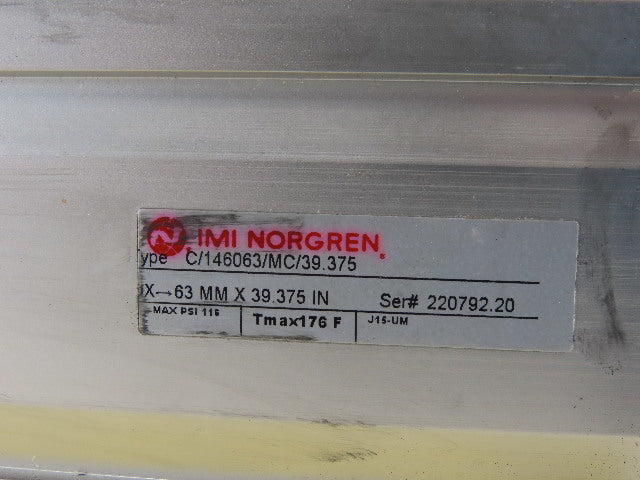 IMI NORGREN
ype C/146063/MC/39.375
IX→63 MM X 39.375 IN Ser# 220792.20
MAX PSI 116 Tmax176 F J15-UM